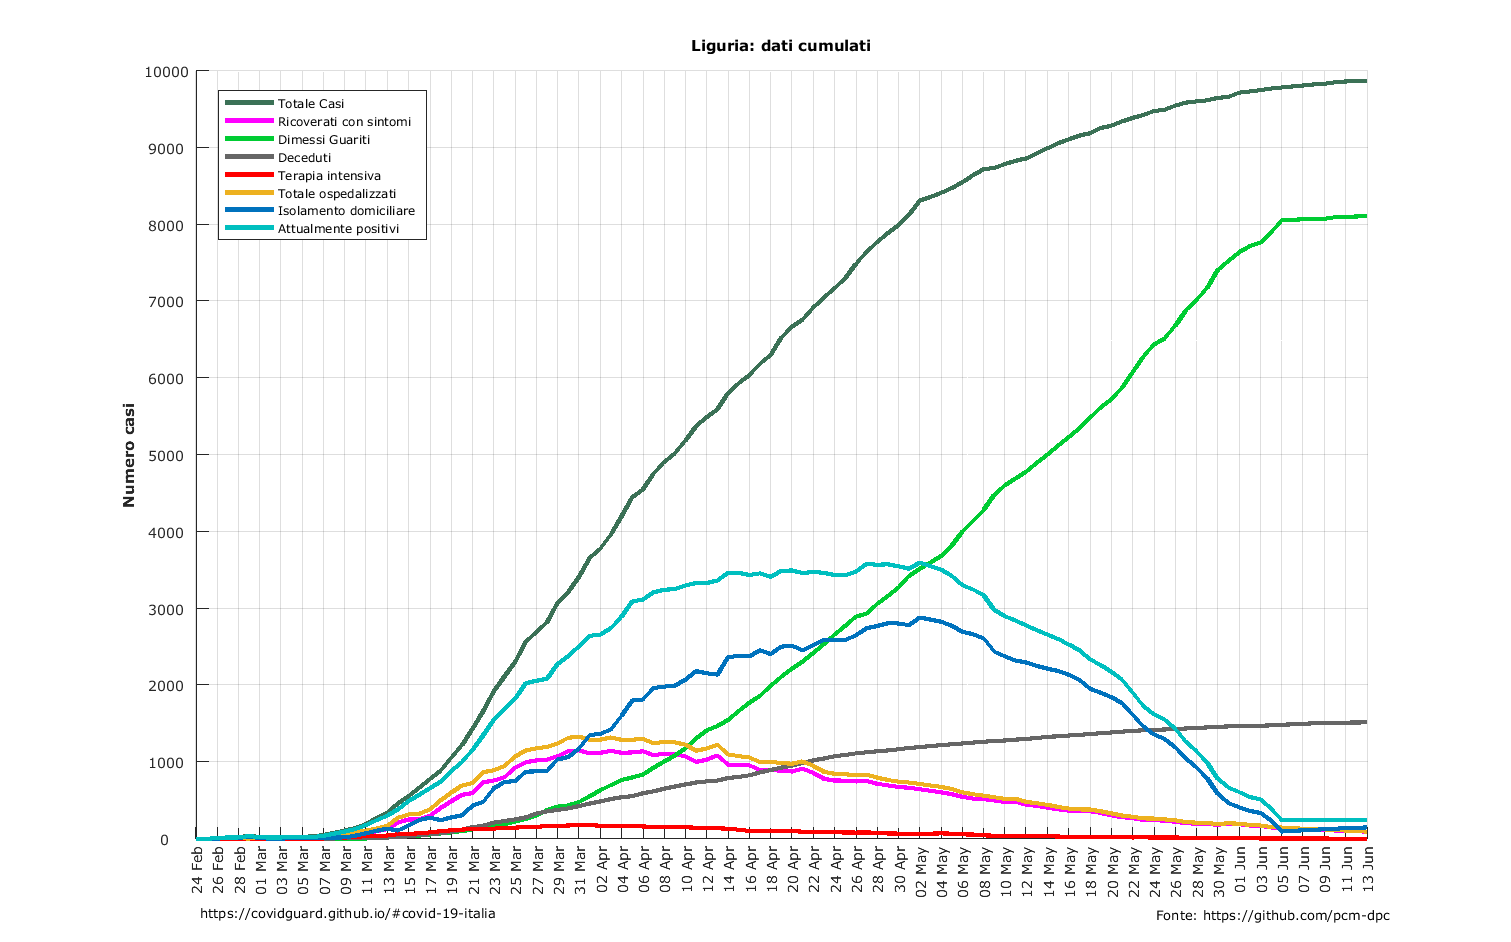 Liguria: dati cumulati
Numero casi
10000
9000
8000
7000
6000
5000
4000
3000
2000
1000
0
Totale Casi
Ricoverati con sintomi
Dimessi Guariti
Deceduti
Terapia intensiva
Totale ospedalizzati
Isolamento domiciliare
Attualmente positivi
24 Feb
26 Feb
28 Feb
01 Mar
03 Mar
05 Mar
07 Mar
09 Mar
11 Mar
13 Mar
15 Mar
17 Mar
19 Mar
21 Mar
23 Mar
25 Mar
27 Mar
29 Mar
31 Mar
02 Apr
04 Apr
06 Apr
08 Apr
10 Apr
12 Apr
14 Apr
16 Apr
18 Apr
20 Apr
22 Apr
24 Apr
26 Apr
28 Apr
30 Apr
02 May
04 May
06 May
08 May
10 May
12 May
14 May
16 May
18 May
20 May
22 May
24 May
26 May
28 May
30 May
01 Jun
03 Jun
05 Jun
07 Jun
09 Jun
11 Jun
13 Jun
https://covidguard.github.io/#covid-19-italia
Fonte: https://github.com/pcm-dpc